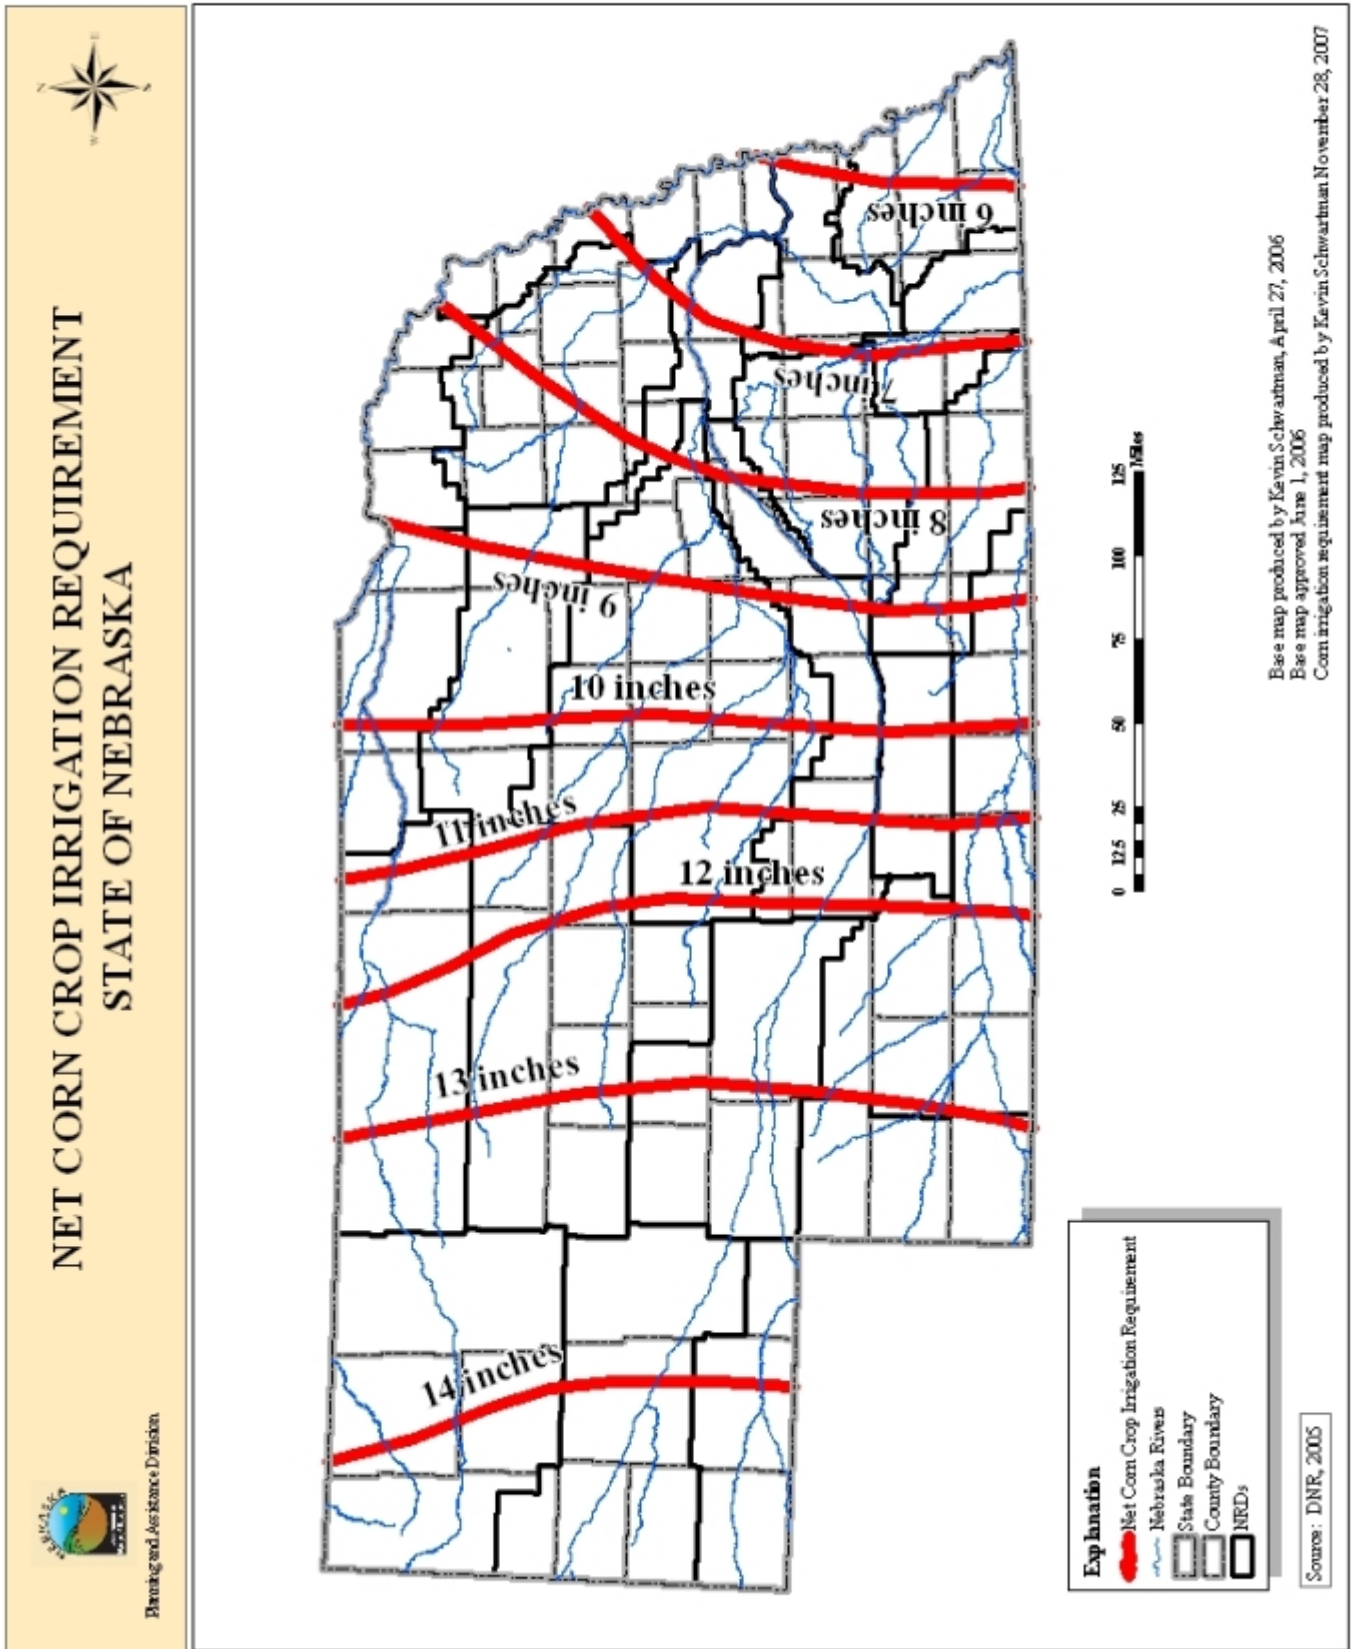 NET CORN CROP IRRIGATION REQUIREMENT
STATE OF NEBRASKA
N
E
W
Planning and Assistance Division
14 inches
13 inches
12 inches
11 inches
10 inches
9 inches
8 inches
7 inches
6 inches
0 12.5 25 50 75 100 125
Miles
Explanation
Net Corn Crop Irrigation Requirement
Nebraska Rivers
State Boundary
County Boundary
NRDs
Source: DNR, 2005
Base map produced by Kevin Schwartman, April 27, 2006
Base map approved June 1, 2006
Corn irrigation requirement map produced by Kevin Schwartman November 28, 2007